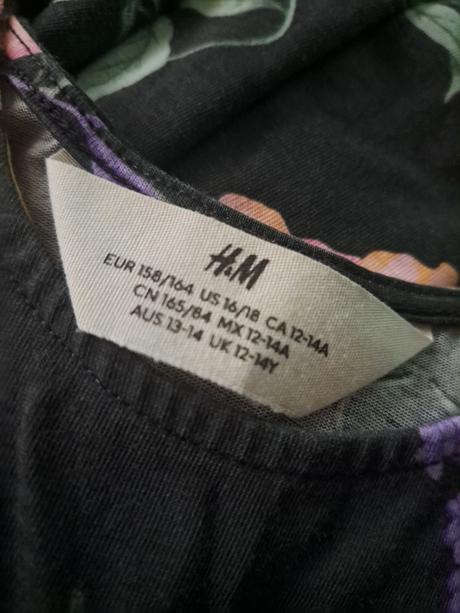 H&M
EUR 158/164 US 16/18 CA 12-14A
CN 165/84 MX 12-14A
AUS 13-14 UK 12-14Y